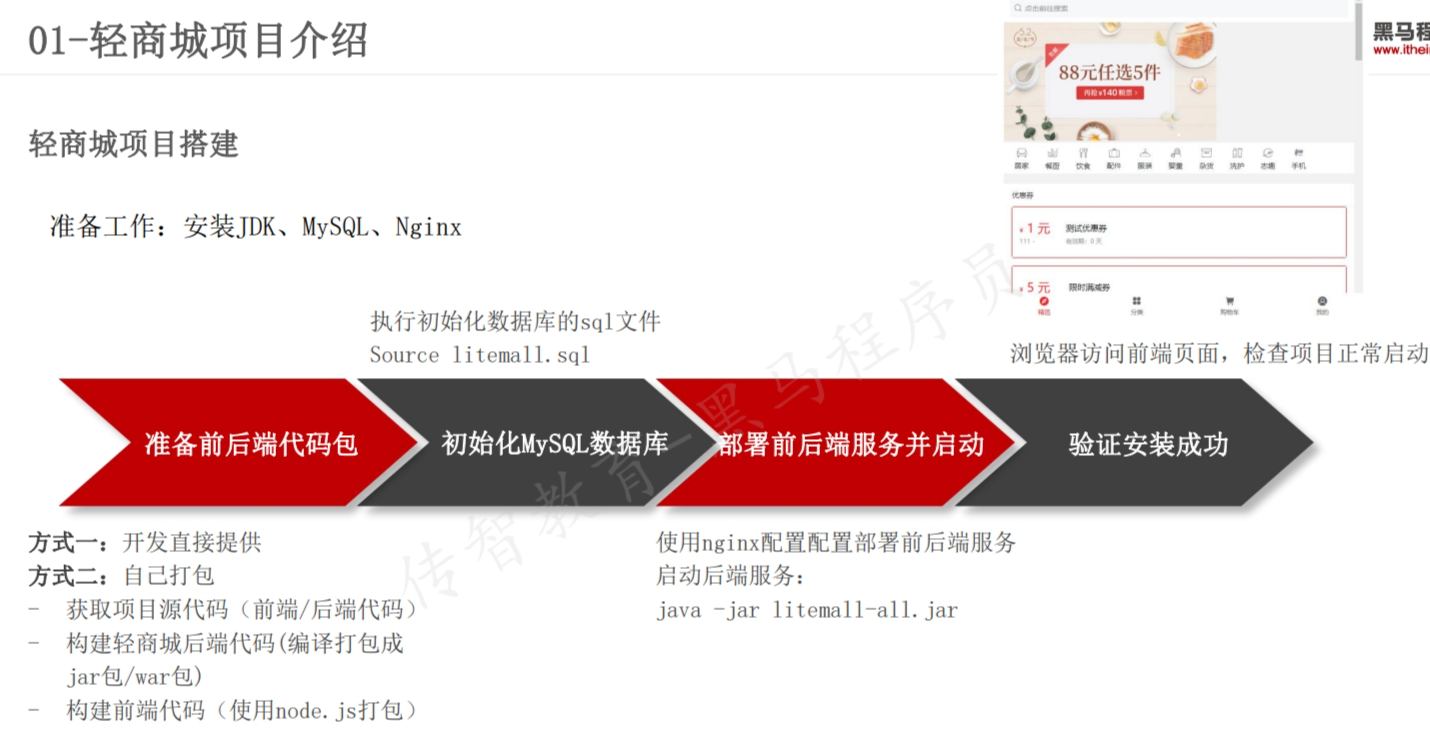 01-轻商城项目介绍
黑马程
www.ithei
点击前往搜索
88元任选5件
再抢¥140粮票 ›
居家 餐厨 饮食 配件 服装 婴童 杂货 洗护 志趣 手机
优惠券
¥ 1 元 测试优惠券
111 - 有效期：0 天
¥ 5 元 限时满减券
精选 分类 购物车 我的
轻商城项目搭建
准备工作：安装JDK、MySQL、Nginx
执行初始化数据库的sql文件
Source litemall.sql
浏览器访问前端页面，检查项目正常启动
准备前后端代码包
初始化MySQL数据库
部署前后端服务并启动
验证安装成功
方式一：开发直接提供
方式二：自己打包
- 获取项目源代码（前端/后端代码）
- 构建轻商城后端代码(编译打包成
jar包/war包)
- 构建前端代码（使用node.js打包）
使用nginx配置配置部署前后端服务
启动后端服务：
java -jar litemall-all.jar
传智教育-黑马程序员